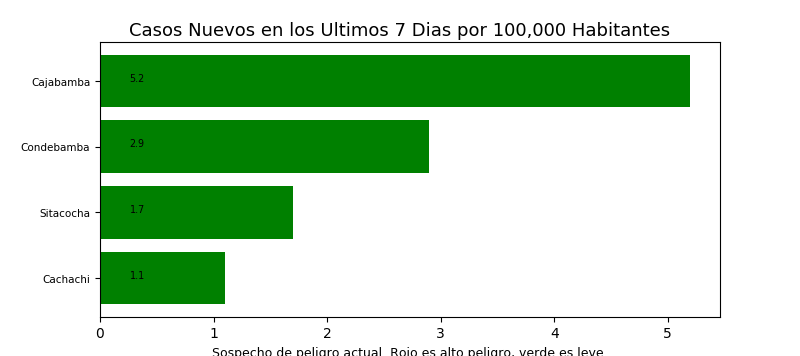 Casos Nuevos en los Ultimos 7 Dias por 100,000 Habitantes
Cajabamba
5.2
Condebamba
2.9
Sitacocha
1.7
Cachachi
1.1
0 1 2 3 4 5
Sospecho de peligro actual. Rojo es alto peligro, verde es leve